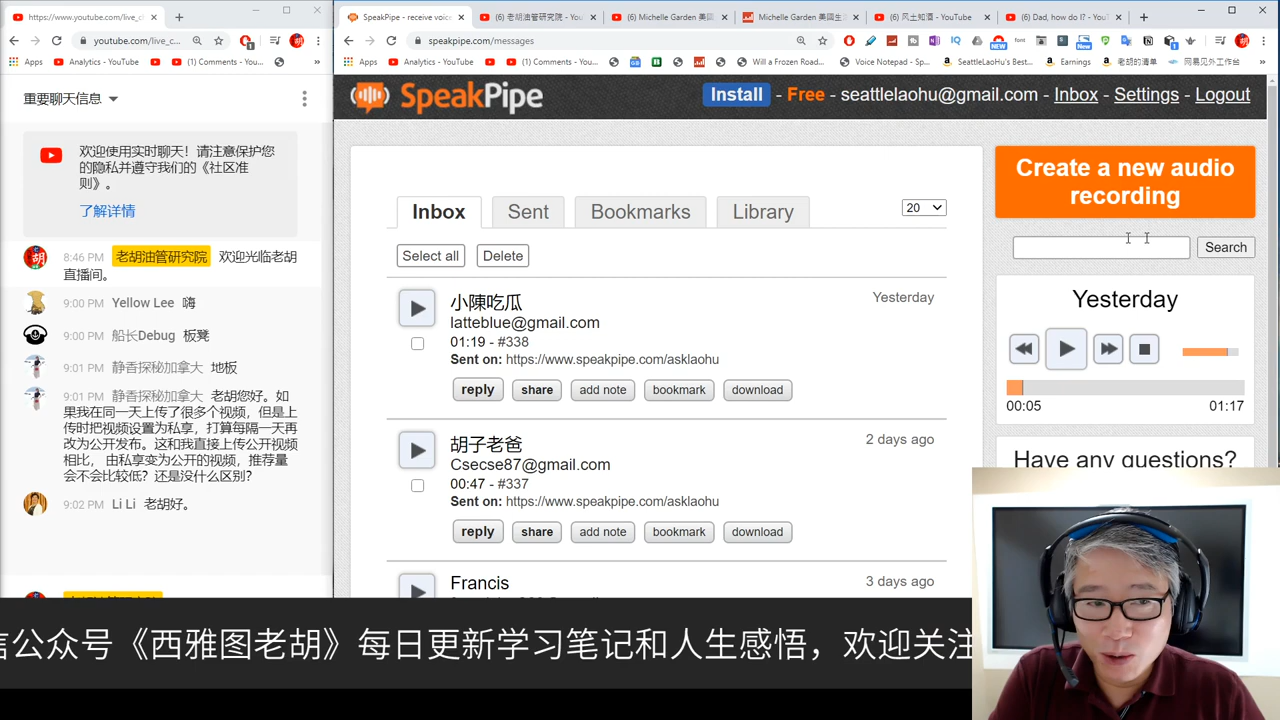 https://www.youtube.com/live_c...
youtube.com/live_c...
Apps
Analytics - YouTube
(1) Comments - You...
重要聊天信息
欢迎使用实时聊天！请注意保护您
的隐私并遵守我们的《社区准
则》。
了解详情
8:46 PM 老胡油管研究院 欢迎光临老胡
直播间。
9:00 PM Yellow Lee 嗨
9:00 PM 船长Debug 板凳
9:01 PM 静香探秘加拿大 地板
9:01 PM 静香探秘加拿大 老胡您好。如
果我在同一天上传了很多个视频，但是上
传时把视频设置为私享，打算每隔一天再
改为公开发布。这和我直接上传公开视频
相比， 由私享变为公开的视频，推荐量
会不会比较低？还是没什么区别？
9:02 PM Li Li 老胡好。
SpeakPipe - receive voice
(6) 老胡油管研究院 - You
(6) Michelle Garden 美國
Michelle Garden 美國生
(6) 风土知酒 - YouTube
(6) Dad, how do I? - You
speakpipe.com/messages
Apps
Analytics - YouTube
(1) Comments - You...
Will a Frozen Road...
Voice Notepad - Sp...
SeattleLaoHu's Best...
Earnings
老胡的清单
网易见外工作台
SpeakPipe
Install - Free - seattlelaohu@gmail.com - Inbox - Settings - Logout
Inbox
Sent
Bookmarks
Library
20
Select all
Delete
小陳吃瓜
Yesterday
latteblue@gmail.com
01:19 - #338
Sent on: https://www.speakpipe.com/asklaohu
reply
share
add note
bookmark
download
胡子老爸
2 days ago
Csecse87@gmail.com
00:47 - #337
Sent on: https://www.speakpipe.com/asklaohu
reply
share
add note
bookmark
download
Francis
3 days ago
Create a new audio
recording
Search
Yesterday
00:05
01:17
Have any questions?
信公众号《西雅图老胡》每日更新学习笔记和人生感悟，欢迎关注